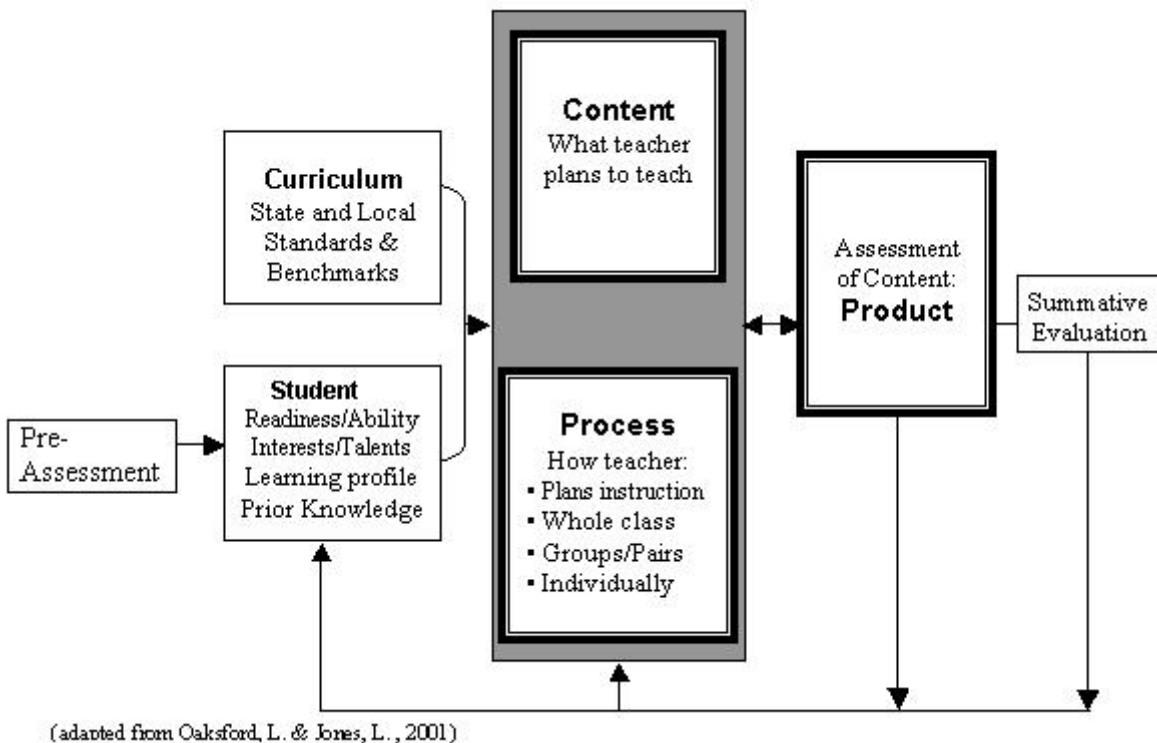 Pre-
Assessment
Curriculum
State and Local
Standards &
Benchmarks
Student
Readiness/Ability
Interests/Talents
Learning profile
Prior Knowledge
Content
What teacher
plans to teach
Process
How teacher:
▪ Plans instruction
▪ Whole class
▪ Groups/Pairs
▪ Individually
Assessment
of Content:
Product
Summative
Evaluation
(adapted from Oaksford, L. & Jones, L., 2001)